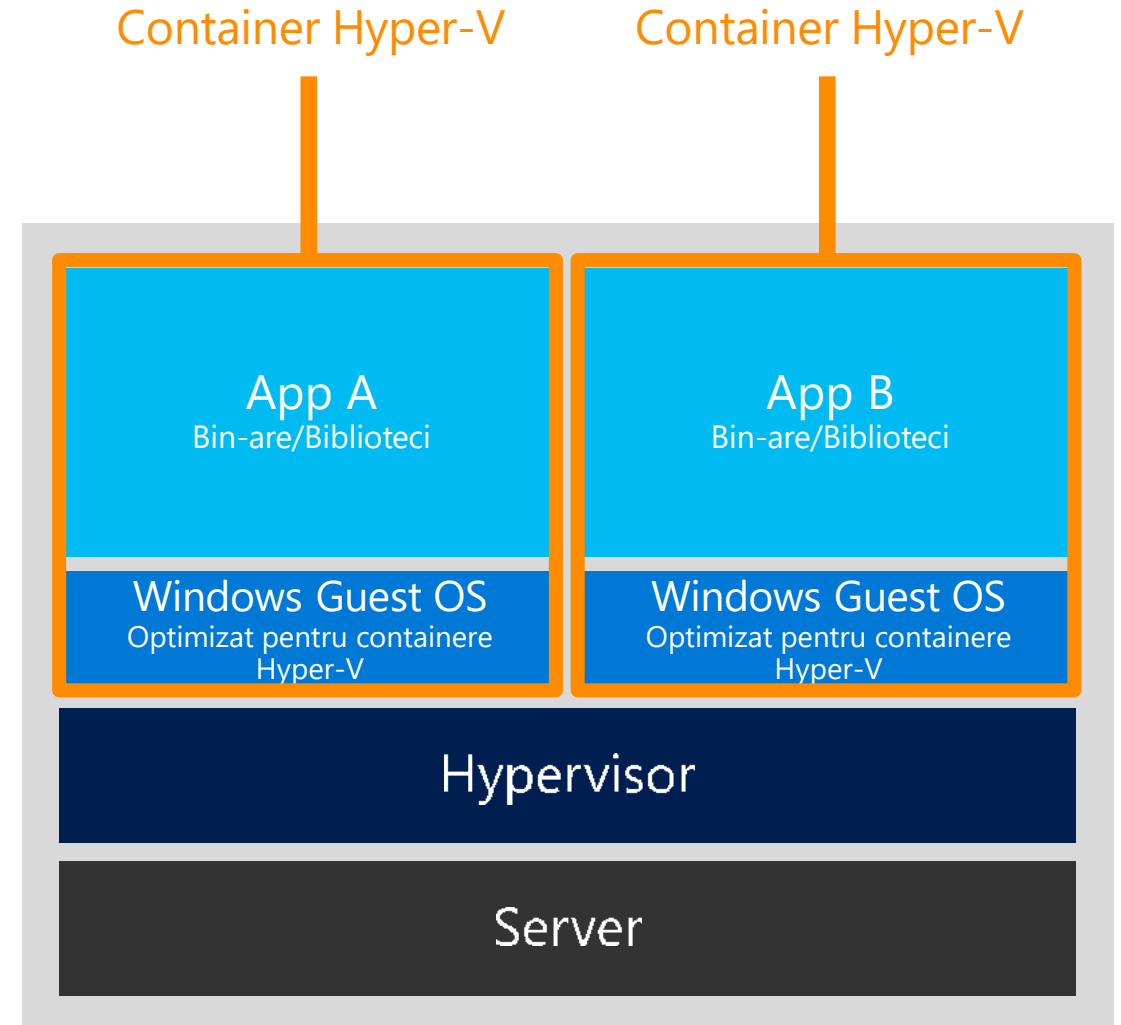 Container Hyper-V
Container Hyper-V
App A
Bin-are/Biblioteci
App B
Bin-are/Biblioteci
Windows Guest OS
Optimizat pentru containere
Hyper-V
Windows Guest OS
Optimizat pentru containere
Hyper-V
Hypervisor
Server